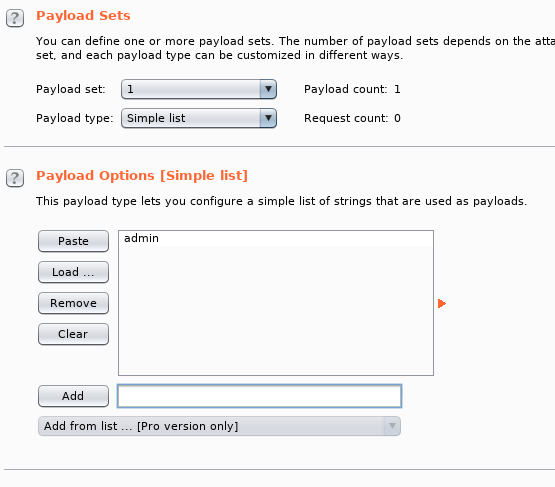 ? Payload Sets
You can define one or more payload sets. The number of payload sets depends on the atta
set, and each payload type can be customized in different ways.
Payload set: 1 Payload count: 1
Payload type: Simple list Request count: 0
? Payload Options [Simple list]
This payload type lets you configure a simple list of strings that are used as payloads.
Paste admin
Load ...
Remove
Clear
Add
Add from list ... [Pro version only]